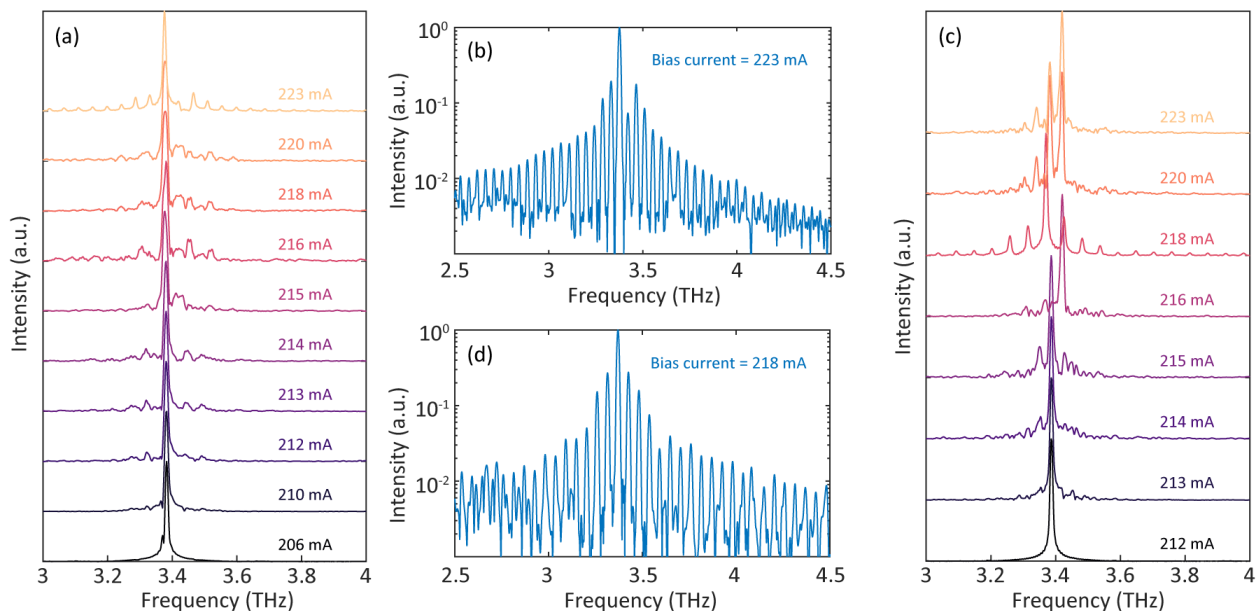 (a)
223 mA
220 mA
218 mA
216 mA
215 mA
214 mA
213 mA
212 mA
210 mA
206 mA
Intensity (a.u.)
3 3.2 3.4 3.6 3.8 4
Frequency (THz)
(b)
Bias current = 223 mA
10⁰
10⁻¹
10⁻²
Intensity (a.u.)
2.5 3 3.5 4 4.5
Frequency (THz)
(d)
Bias current = 218 mA
10⁰
10⁻¹
10⁻²
Intensity (a.u.)
2.5 3 3.5 4 4.5
Frequency (THz)
(c)
223 mA
220 mA
218 mA
216 mA
215 mA
214 mA
213 mA
212 mA
Intensity (a.u.)
3 3.2 3.4 3.6 3.8 4
Frequency (THz)